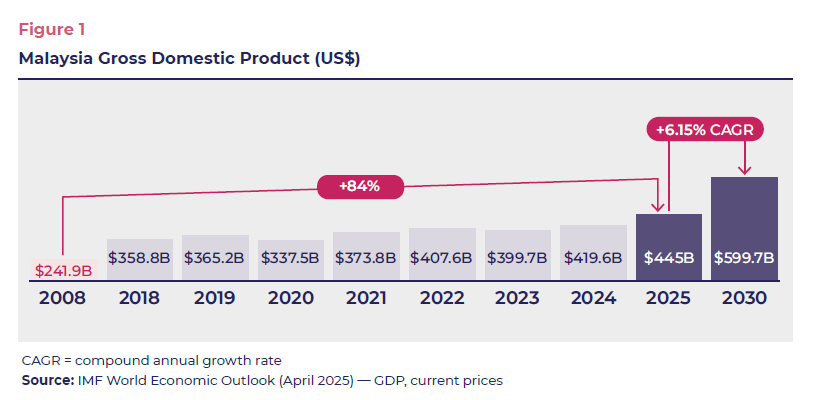 Figure 1
Malaysia Gross Domestic Product (US$)
+6.15% CAGR
+84%
$241.9B $358.8B $365.2B $337.5B $373.8B $407.6B $399.7B $419.6B $445B $599.7B
2008 2018 2019 2020 2021 2022 2023 2024 2025 2030
CAGR = compound annual growth rate
Source: IMF World Economic Outlook (April 2025) — GDP, current prices